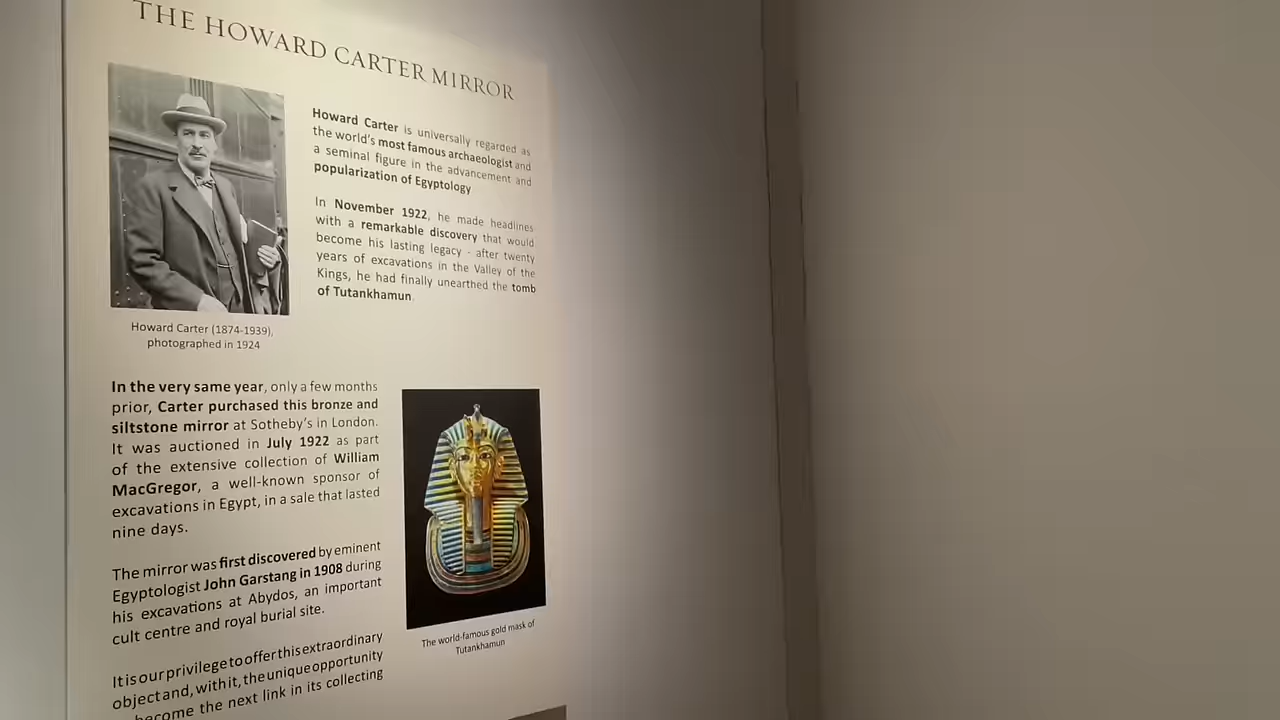 THE HOWARD CARTER MIRROR
Howard Carter is universally regarded as
the world's most famous archaeologist and
a seminal figure in the advancement and
popularization of Egyptology
In November 1922, he made headlines
with a remarkable discovery that would
become his lasting legacy - after twenty
years of excavations in the Valley of the
Kings, he had finally unearthed the tomb
of Tutankhamun.
Howard Carter (1874-1939),
photographed in 1924
In the very same year, only a few months
prior, Carter purchased this bronze and
siltstone mirror at Sotheby's in London.
It was auctioned in July 1922 as part
of the extensive collection of William
MacGregor, a well-known sponsor of
excavations in Egypt, in a sale that lasted
nine days.
The mirror was first discovered by eminent
Egyptologist John Garstang in 1908 during
his excavations at Abydos, an important
cult centre and royal burial site.
The world-famous gold mask of
Tutankhamun
It is our privilege to offer this extraordinary
object and, with it, the unique opportunity
become the next link in its collecting